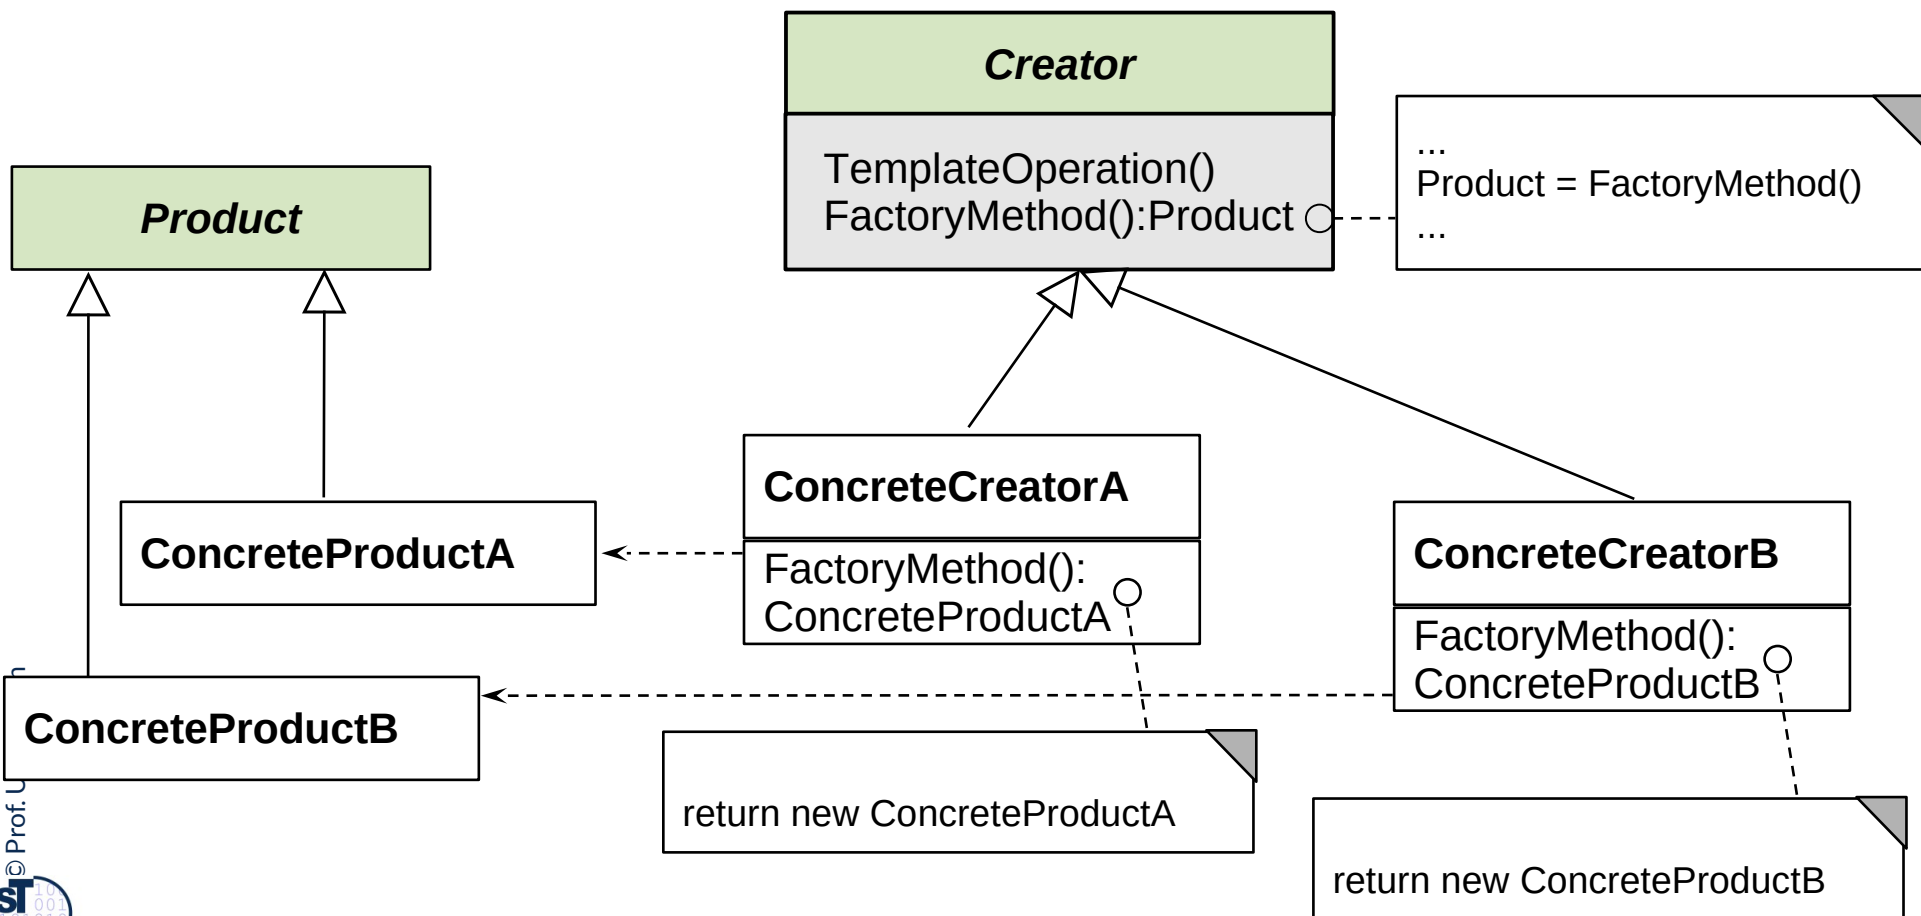 Creator
TemplateOperation()
FactoryMethod():Product
...
Product = FactoryMethod()
...
Product
ConcreteCreatorA
FactoryMethod():
ConcreteProductA
ConcreteProductA
ConcreteCreatorB
FactoryMethod():
ConcreteProductB
ConcreteProductB
return new ConcreteProductA
return new ConcreteProductB
© Prof. U